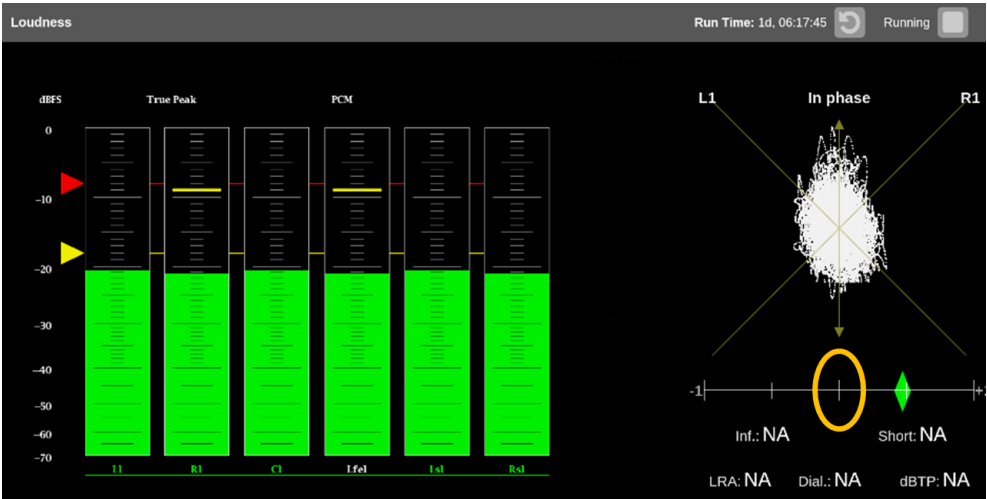 Loudness
Run Time: 1d, 06:17:45
Running
dBFS
True Peak
PCM
0
-10
-20
-30
-40
-50
-60
-70
L1
R1
C1
Lfe1
Ls1
Rs1
L1
In phase
R1
-1
Inf.: NA
Short: NA
LRA: NA
Dial.: NA
dBTP: NA